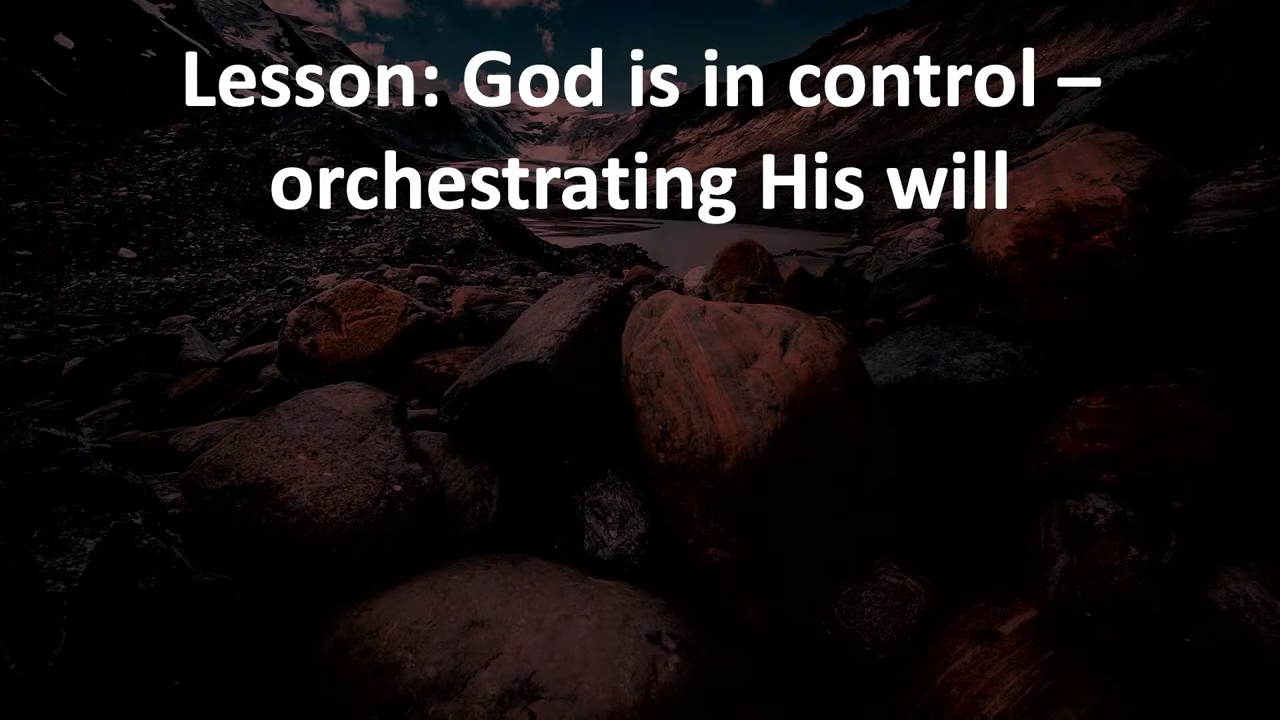 Lesson: God is in control –
orchestrating His will